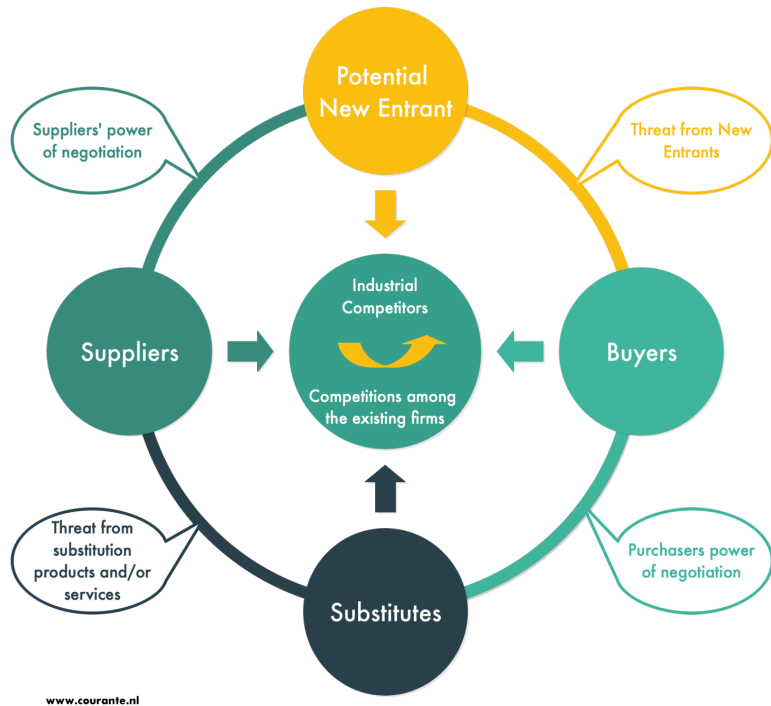 Potential
New Entrant
Suppliers' power
of negotiation
Threat from New
Entrants
Industrial
Competitors
Suppliers
Buyers
Competitions among
the existing firms
Threat from
substitution
products and/or
services
Purchasers power
of negotiation
Substitutes
www.courante.nl